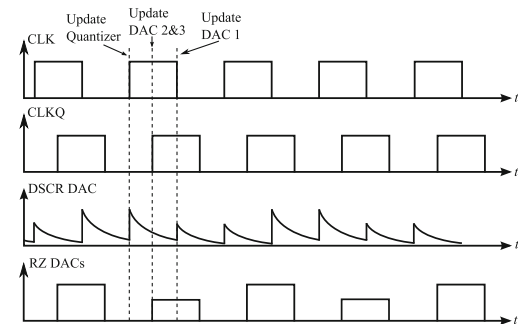 Update
Quantizer
Update
DAC 2&3
Update
DAC 1
CLK
t
CLKQ
t
DSCR DAC
t
RZ DACs
t